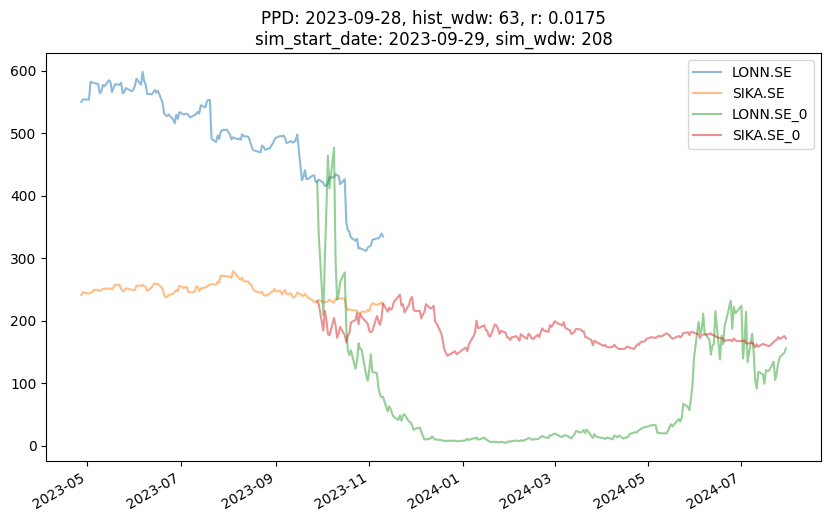 PPD: 2023-09-28, hist_wdw: 63, r: 0.0175
sim_start_date: 2023-09-29, sim_wdw: 208
LONN.SE
SIKA.SE
LONN.SE_0
SIKA.SE_0
600
500
400
300
200
100
0
2023-05
2023-07
2023-09
2023-11
2024-01
2024-03
2024-05
2024-07